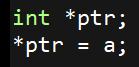 int *ptr;
*ptr = a;